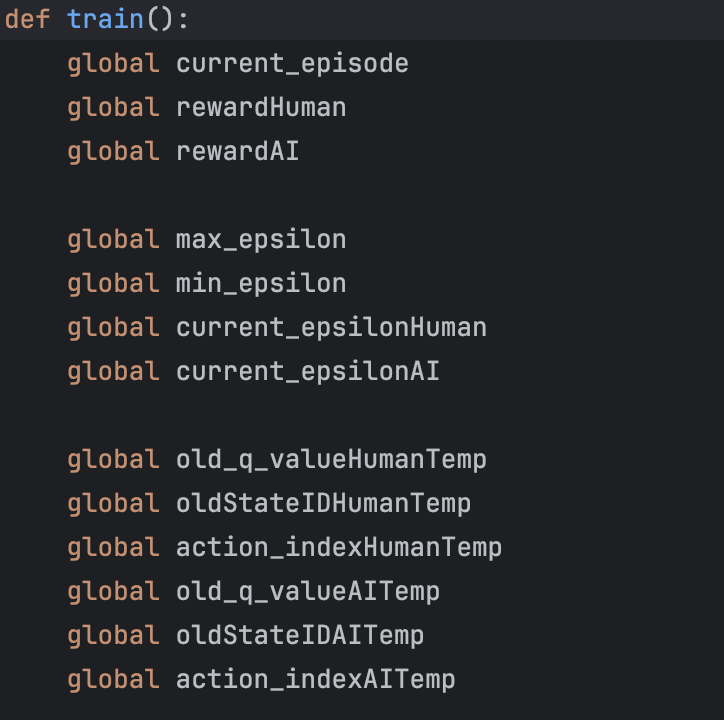 def train():
    global current_episode
    global rewardHuman
    global rewardAI

    global max_epsilon
    global min_epsilon
    global current_epsilonHuman
    global current_epsilonAI

    global old_q_valueHumanTemp
    global oldStateIDHumanTemp
    global action_indexHumanTemp
    global old_q_valueAITemp
    global oldStateIDAITemp
    global action_indexAITemp